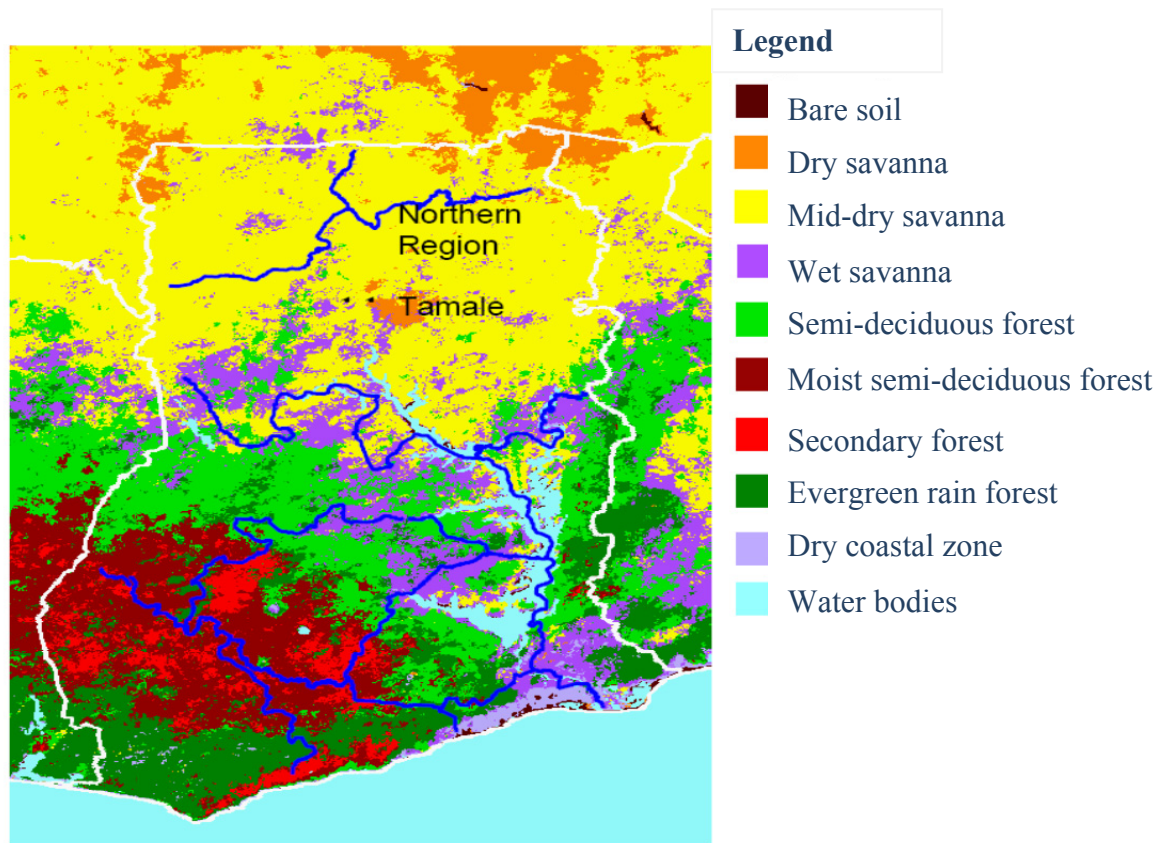 Legend
Bare soil
Dry savanna
Mid-dry savanna
Wet savanna
Semi-deciduous forest
Moist semi-deciduous forest
Secondary forest
Evergreen rain forest
Dry coastal zone
Water bodies
Northern
Region
Tamale